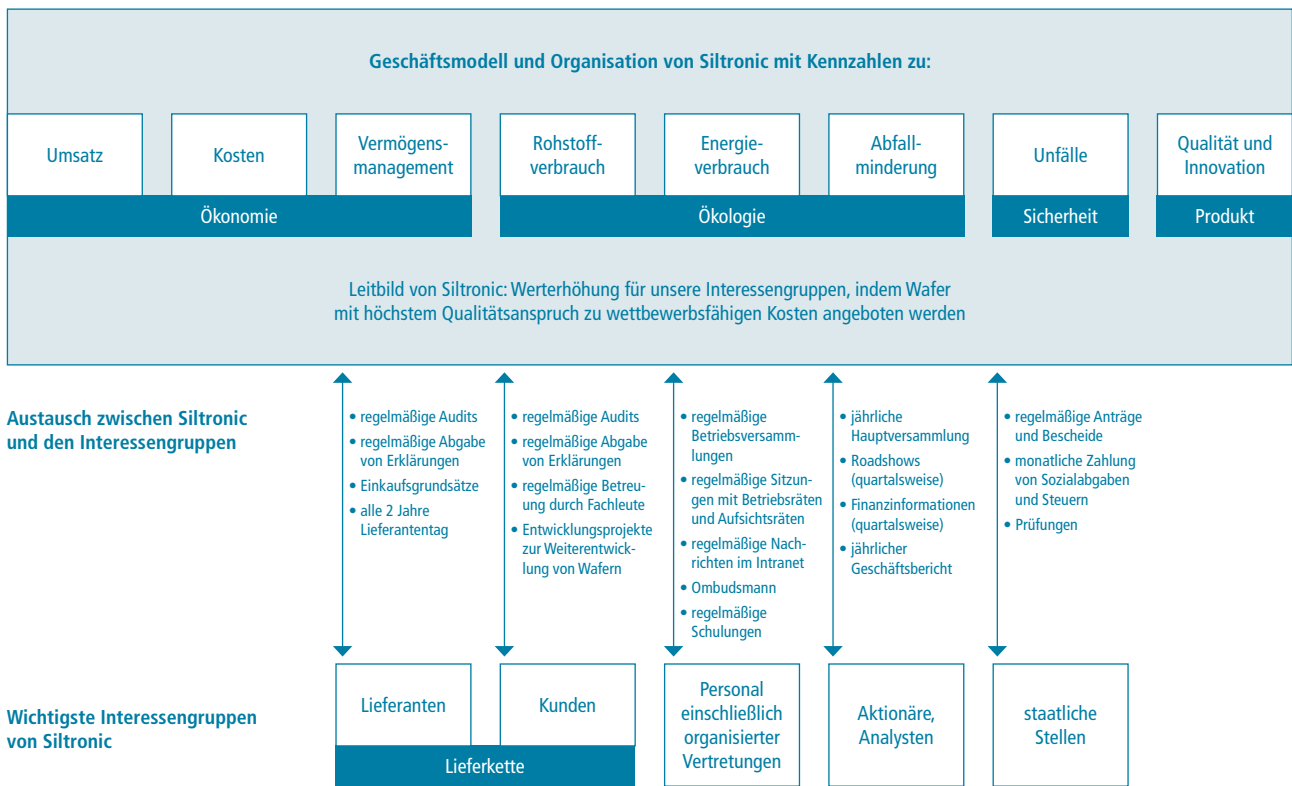 Geschäftsmodell und Organisation von Siltronic mit Kennzahlen zu:
Umsatz
Kosten
Vermögens-
management
Rohstoff-
verbrauch
Energie-
verbrauch
Abfall-
minderung
Unfälle
Qualität und
Innovation
Ökonomie
Ökologie
Sicherheit
Produkt
Leitbild von Siltronic: Werterhöhung für unsere Interessengruppen, indem Wafer
mit höchstem Qualitätsanspruch zu wettbewerbsfähigen Kosten angeboten werden
Austausch zwischen Siltronic
und den Interessengruppen
• regelmäßige Audits
• regelmäßige Abgabe
von Erklärungen
• Einkaufsgrundsätze
• alle 2 Jahre
Lieferantentag
• regelmäßige Audits
• regelmäßige Abgabe
von Erklärungen
• regelmäßige Betreu-
ung durch Fachleute
• Entwicklungsprojekte
zur Weiterentwick-
lung von Wafern
• regelmäßige
Betriebsversamm-
lungen
• regelmäßige Sitzun-
gen mit Betriebsräten
und Aufsichtsräten
• regelmäßige Nach-
richten im Intranet
• Ombudsmann
• regelmäßige
Schulungen
• jährliche
Hauptversammlung
• Roadshows
(quartalsweise)
• Finanzinformationen
(quartalsweise)
• jährlicher
Geschäftsbericht
• regelmäßige Anträge
und Bescheide
• monatliche Zahlung
von Sozialabgaben
und Steuern
• Prüfungen
Wichtigste Interessengruppen
von Siltronic
Lieferanten
Kunden
Lieferkette
Personal
einschließlich
organisierter
Vertretungen
Aktionäre,
Analysten
staatliche
Stellen